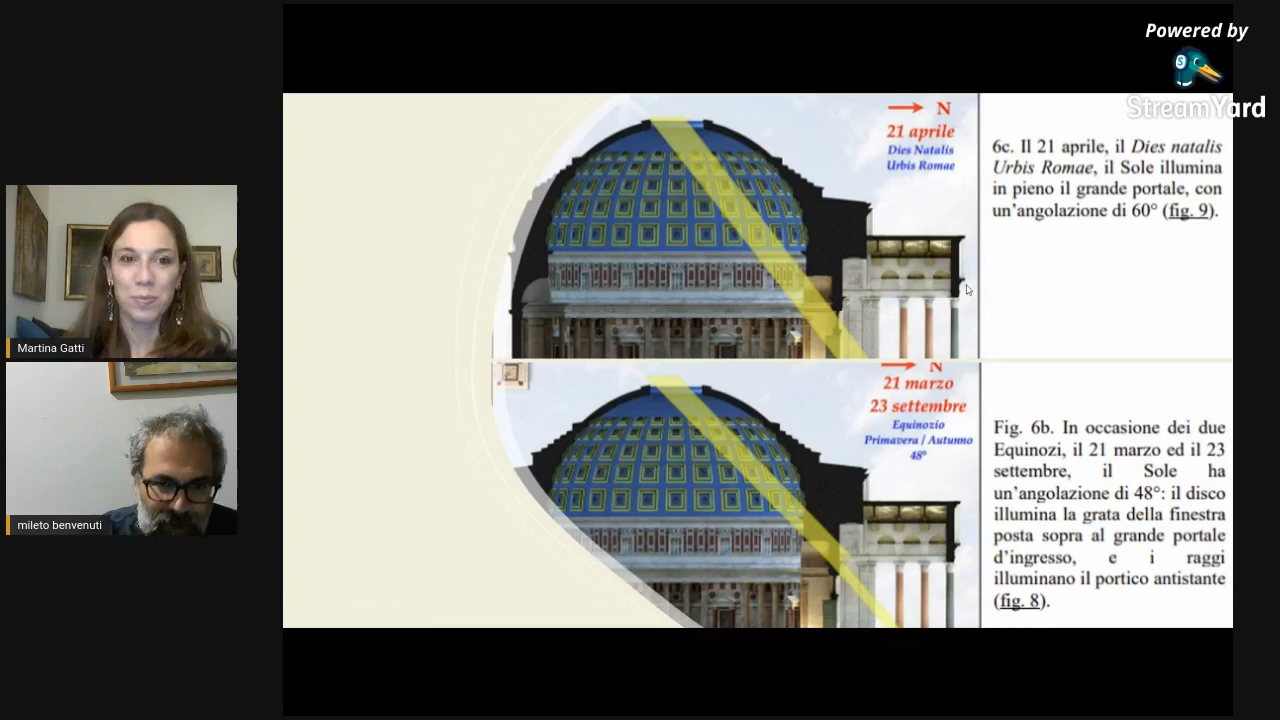 Powered by
StreamYard
→ N
21 aprile
Dies Natalis
Urbis Romae
6c. Il 21 aprile, il Dies natalis
Urbis Romae, il Sole illumina
in pieno il grande portale, con
un'angolazione di 60° (fig. 9).
Martina Gatti
→ N
21 marzo
23 settembre
Equinozio
Primavera / Autunno
48°
Fig. 6b. In occasione dei due
Equinozi, il 21 marzo ed il 23
settembre, il Sole ha
un'angolazione di 48°: il disco
illumina la grata della finestra
posta sopra al grande portale
d'ingresso, e i raggi
illuminano il portico antistante
(fig. 8).
mileto benvenuti